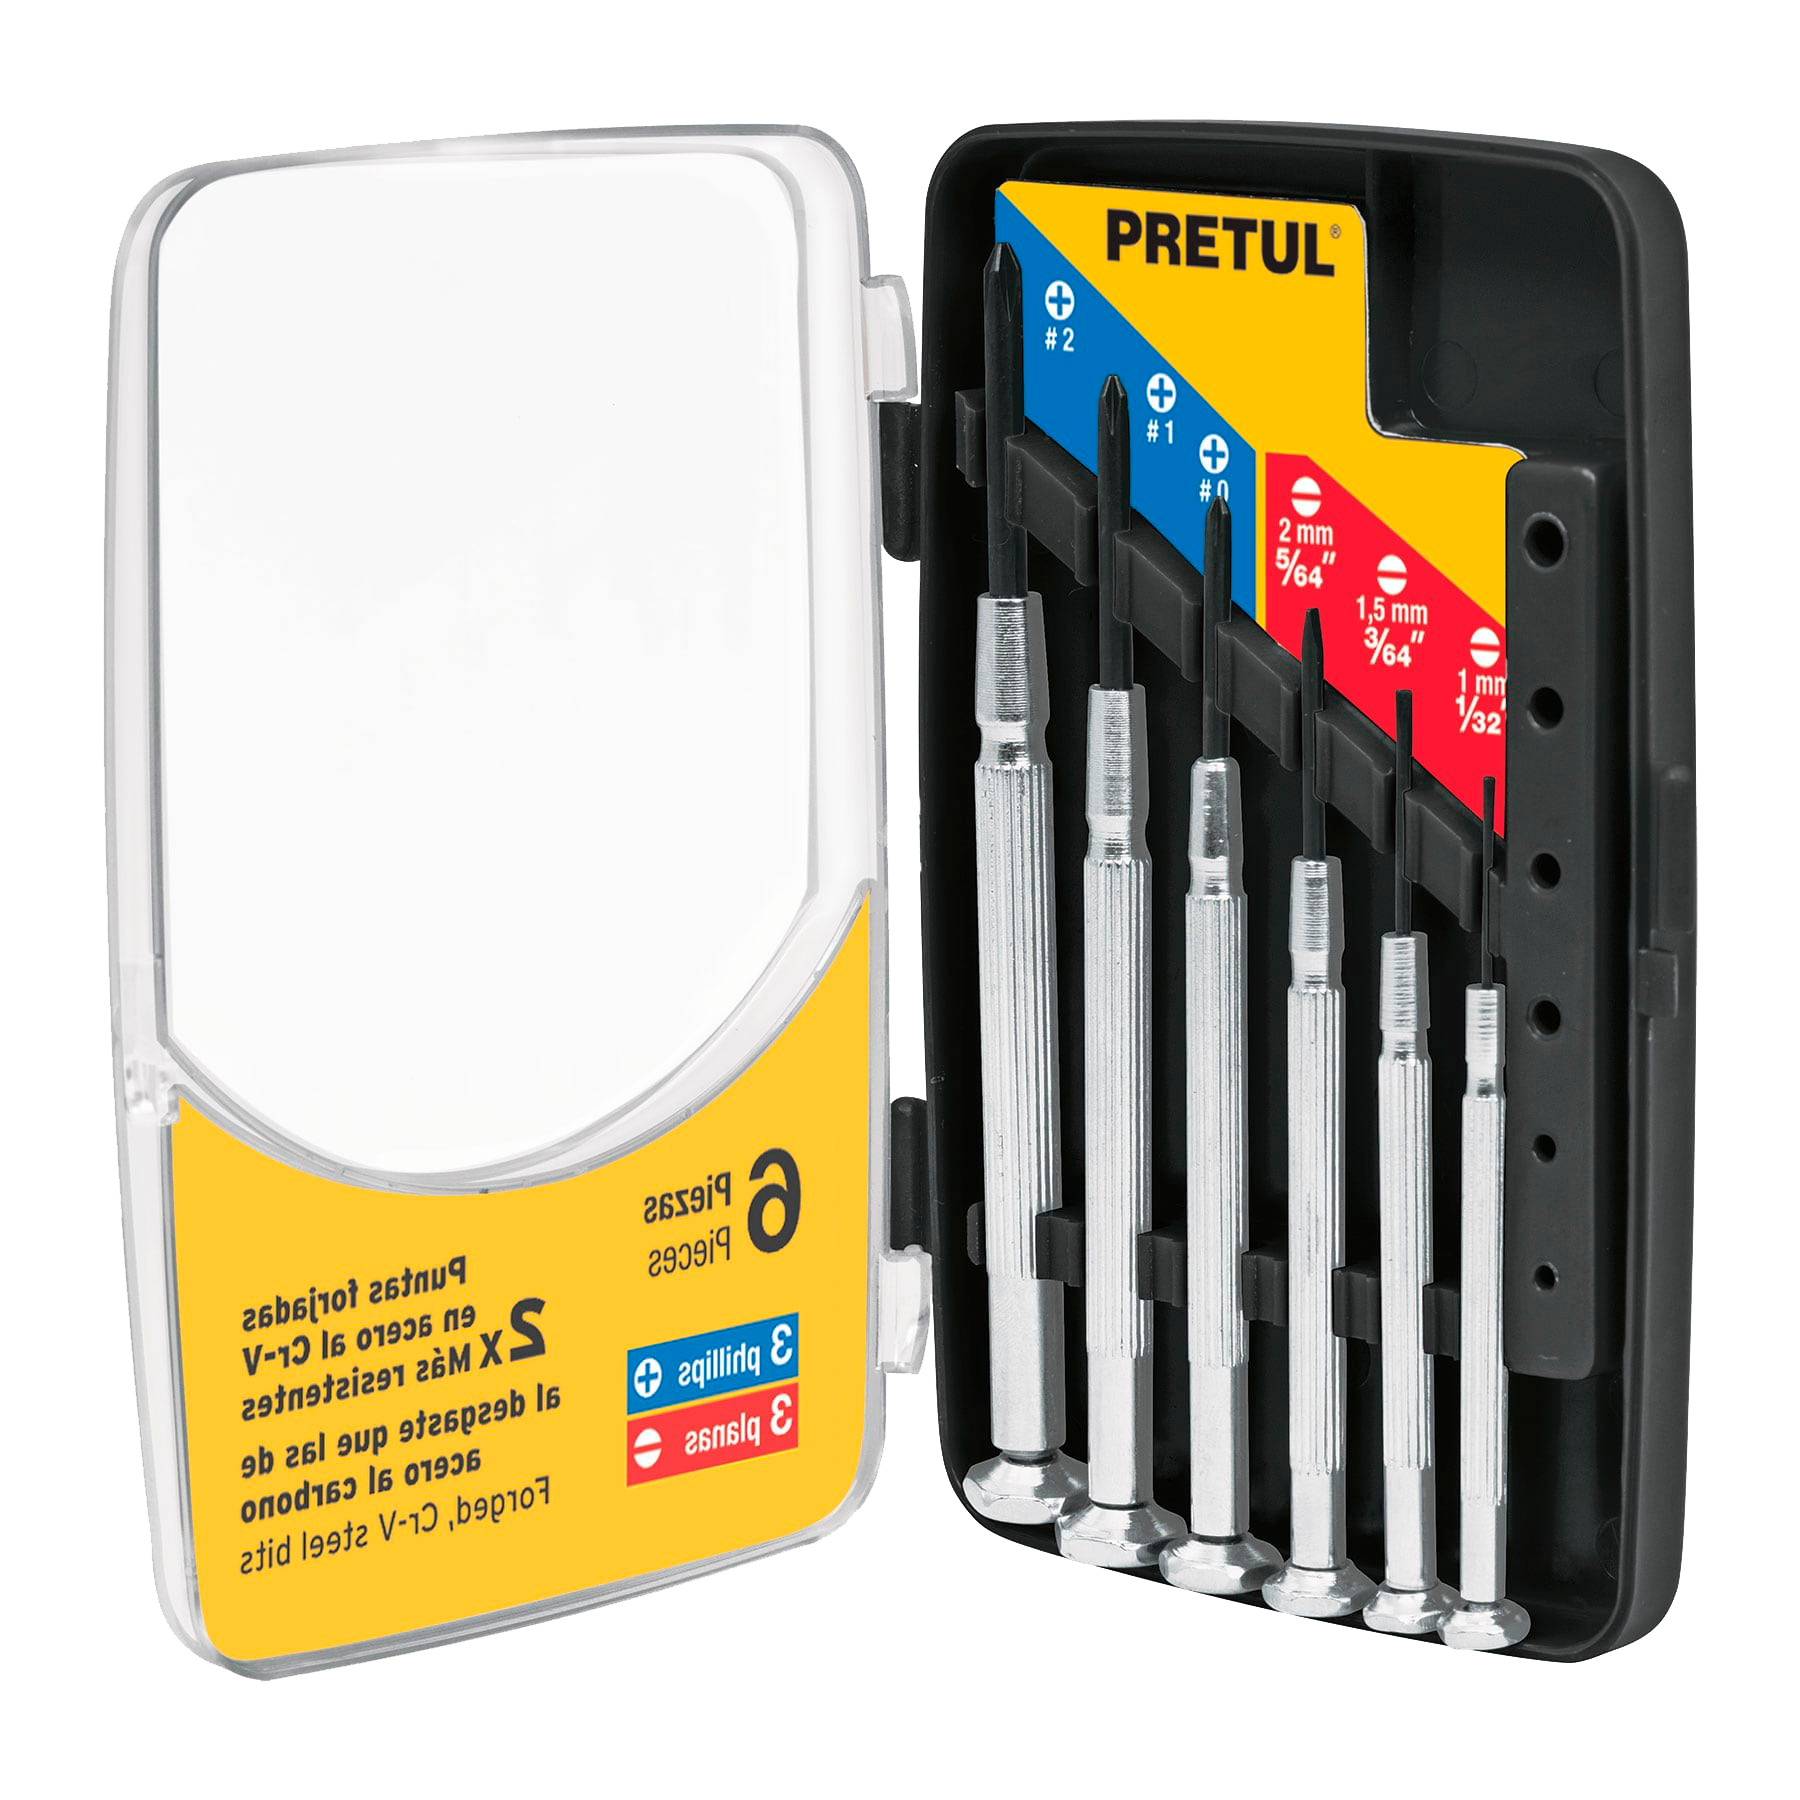 PRETUL®
#2
#1
#0
2 mm
5/64"
1,5 mm
3/64"
1 mm
1/32"
6 Piezas
Pieces
3 phillips
3 planas
Puntas forjadas
en acero al Cr-V
2x Más resistentes
al desgaste que las de
acero al carbono
Forged, Cr-V steel bits